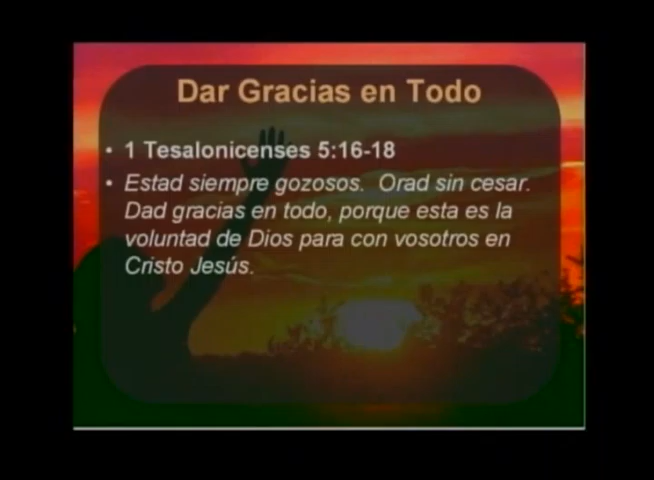 Dar Gracias en Todo
• 1 Tesalonicenses 5:16-18
• Estad siempre gozosos. Orad sin cesar.
Dad gracias en todo, porque esta es la
voluntad de Dios para con vosotros en
Cristo Jesús.